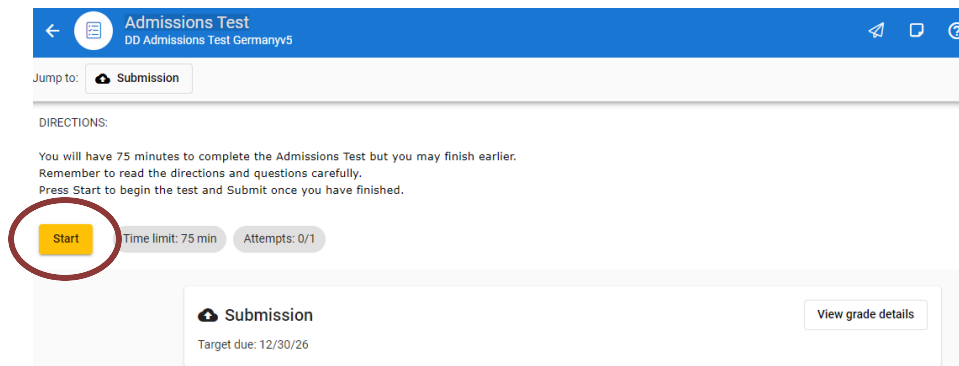 Admissions Test
DD Admissions Test Germanyv5
Jump to: Submission
DIRECTIONS:
You will have 75 minutes to complete the Admissions Test but you may finish earlier.
Remember to read the directions and questions carefully.
Press Start to begin the test and Submit once you have finished.
Start Time limit: 75 min Attempts: 0/1
Submission View grade details
Target due: 12/30/26